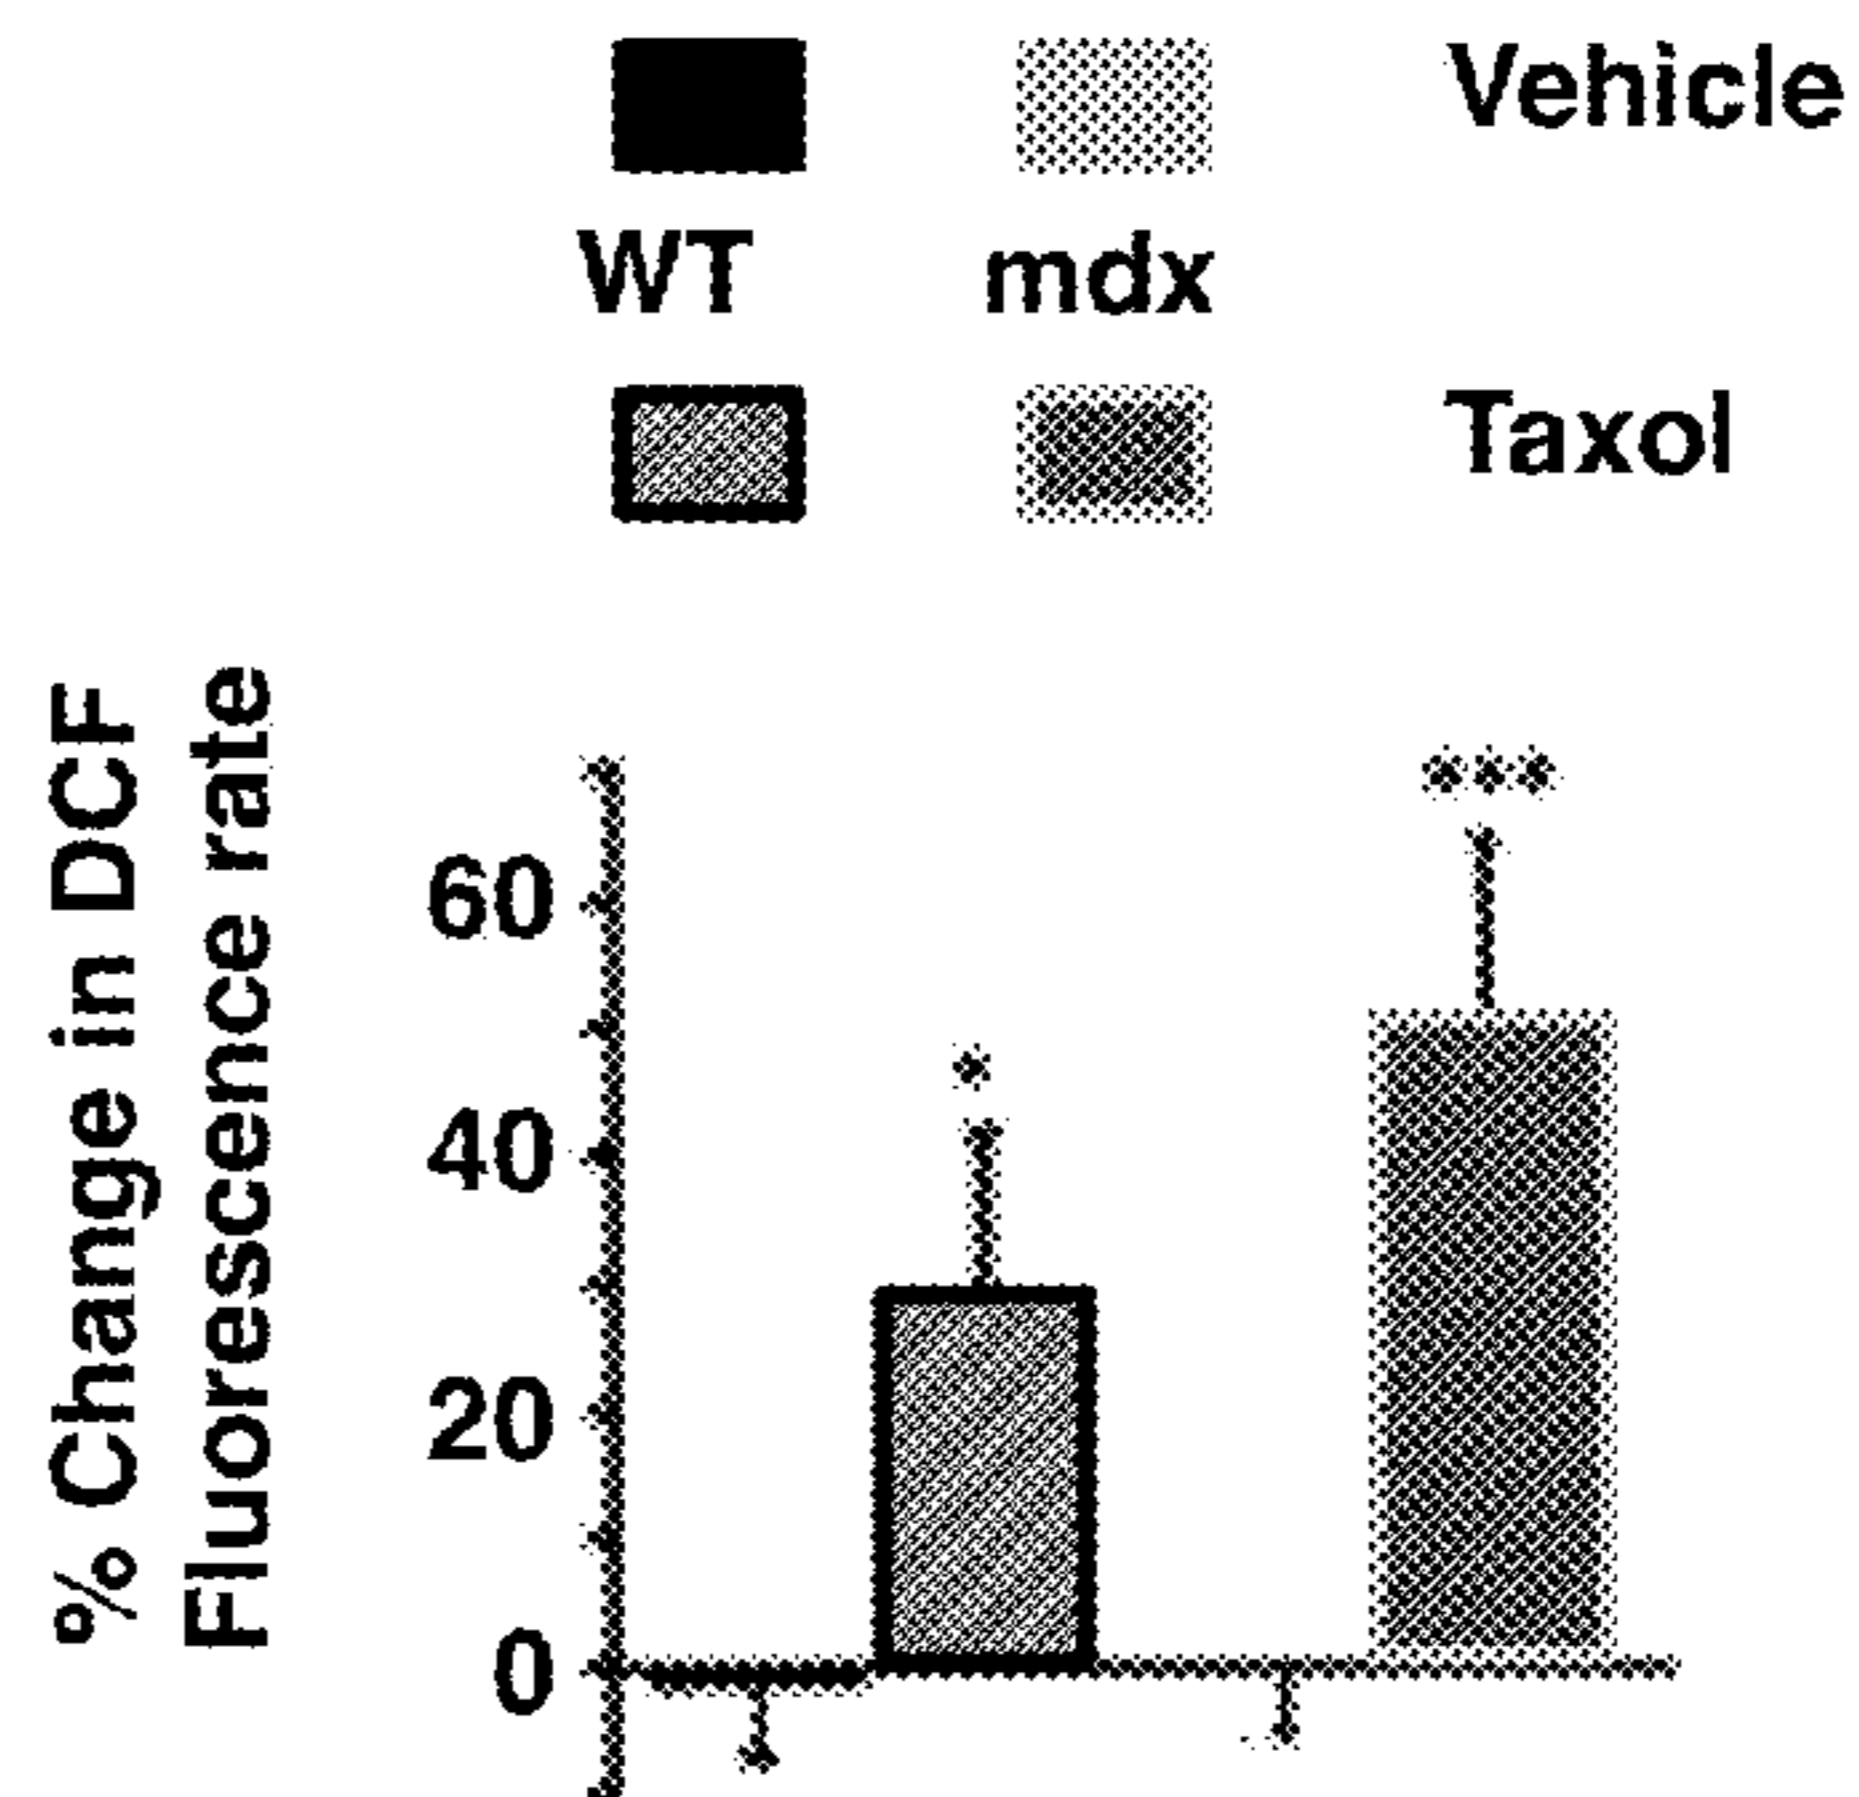 Vehicle
WT mdx
Taxol
% Change in DCF
Fluorescence rate
***
60
*
40
20
0